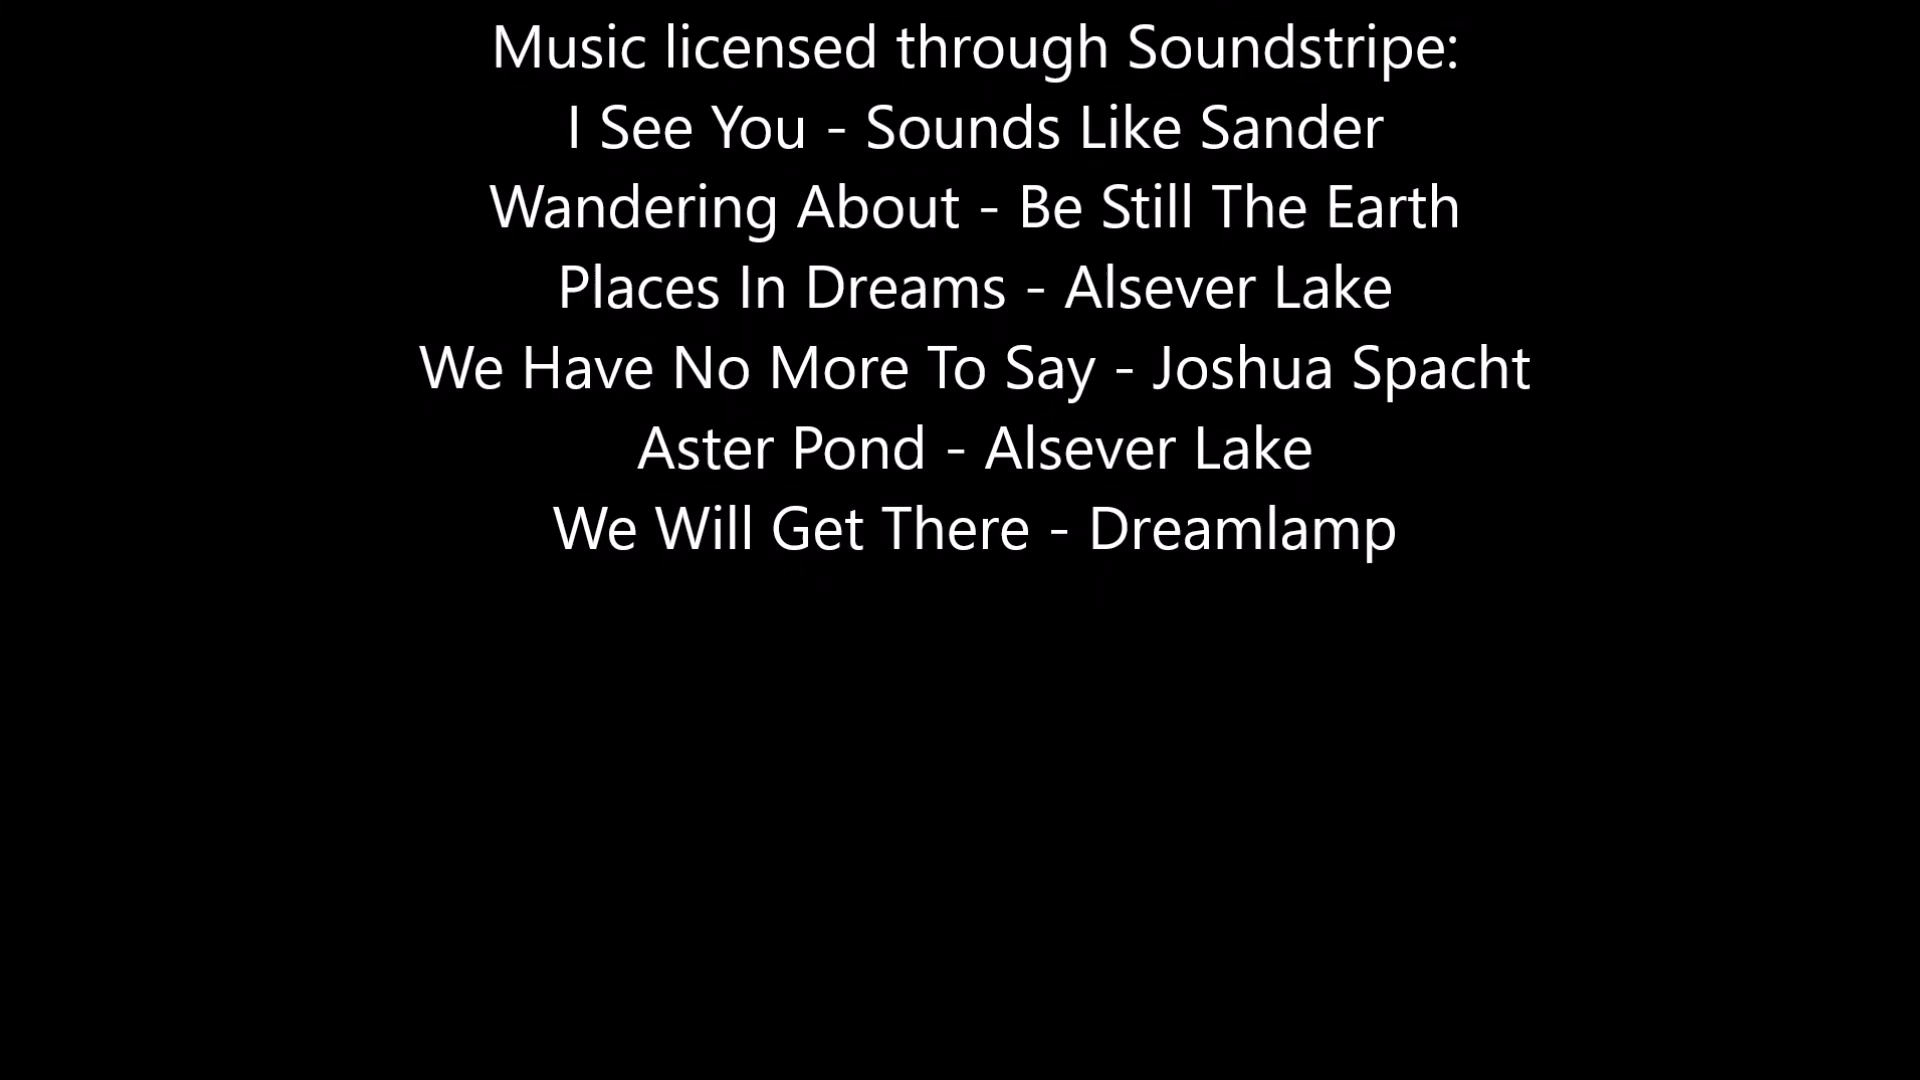 Music licensed through Soundstripe:
I See You - Sounds Like Sander
Wandering About - Be Still The Earth
Places In Dreams - Alsever Lake
We Have No More To Say - Joshua Spacht
Aster Pond - Alsever Lake
We Will Get There - Dreamlamp